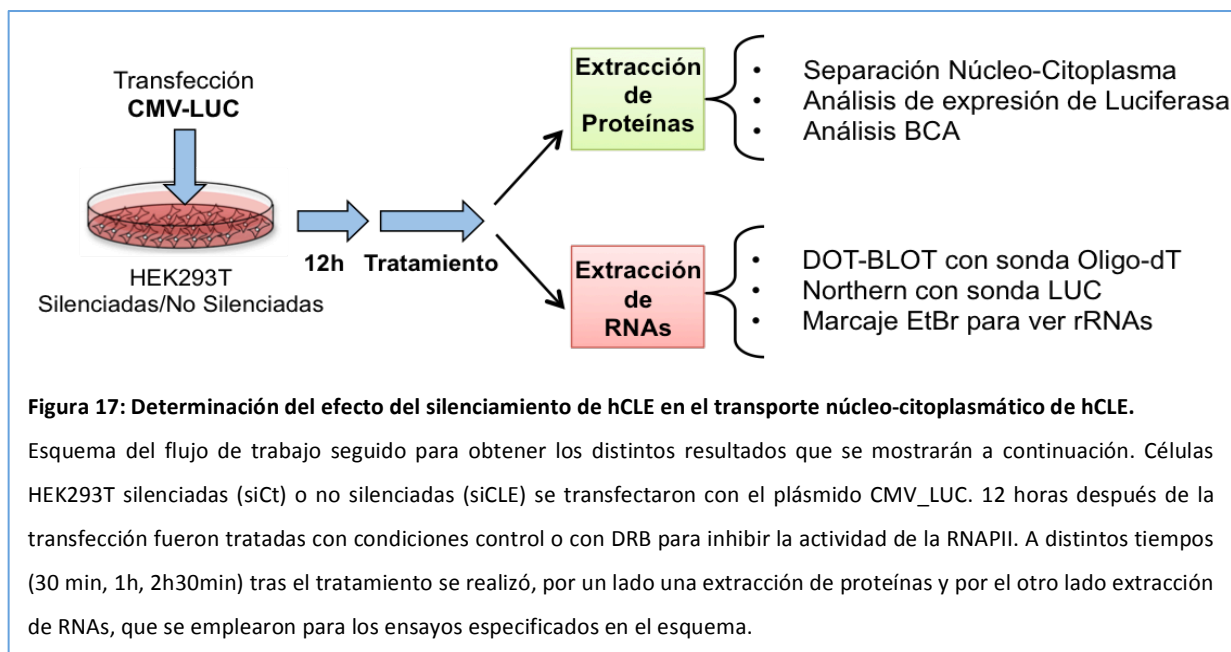 Transfección
CMV-LUC
HEK293T
Silenciadas/No Silenciadas
12h
Tratamiento
Extracción
de
Proteínas
• Separación Núcleo-Citoplasma
• Análisis de expresión de Luciferasa
• Análisis BCA
Extracción
de
RNAs
• DOT-BLOT con sonda Oligo-dT
• Northern con sonda LUC
• Marcaje EtBr para ver rRNAs
Figura 17: Determinación del efecto del silenciamiento de hCLE en el transporte núcleo-citoplasmático de hCLE.
Esquema del flujo de trabajo seguido para obtener los distintos resultados que se mostrarán a continuación. Células
HEK293T silenciadas (siCt) o no silenciadas (siCLE) se transfectaron con el plásmido CMV_LUC. 12 horas después de la
transfección fueron tratadas con condiciones control o con DRB para inhibir la actividad de la RNAPII. A distintos tiempos
(30 min, 1h, 2h30min) tras el tratamiento se realizó, por un lado una extracción de proteínas y por el otro lado extracción
de RNAs, que se emplearon para los ensayos especificados en el esquema.